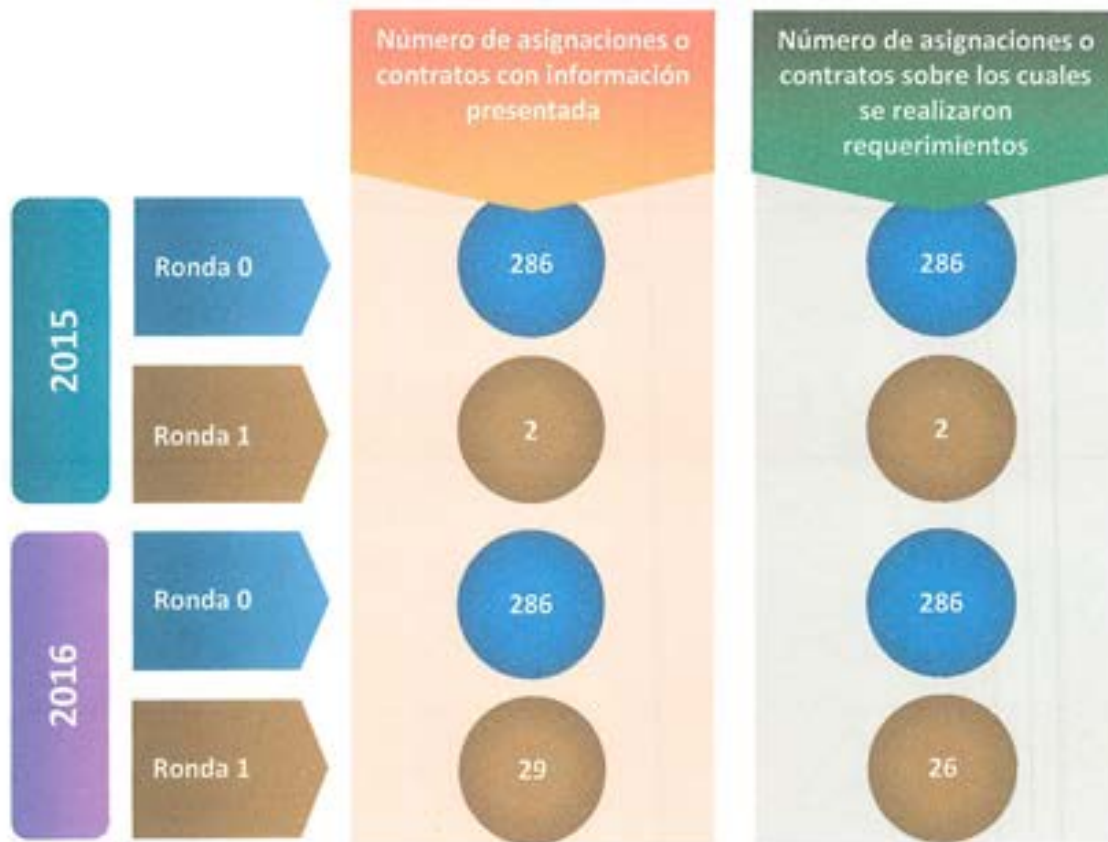 Número de asignaciones o
contratos con información
presentada
Número de asignaciones o
contratos sobre los cuales
se realizaron
requerimientos
2015
Ronda 0
286
286
Ronda 1
2
2
2016
Ronda 0
286
286
Ronda 1
29
26